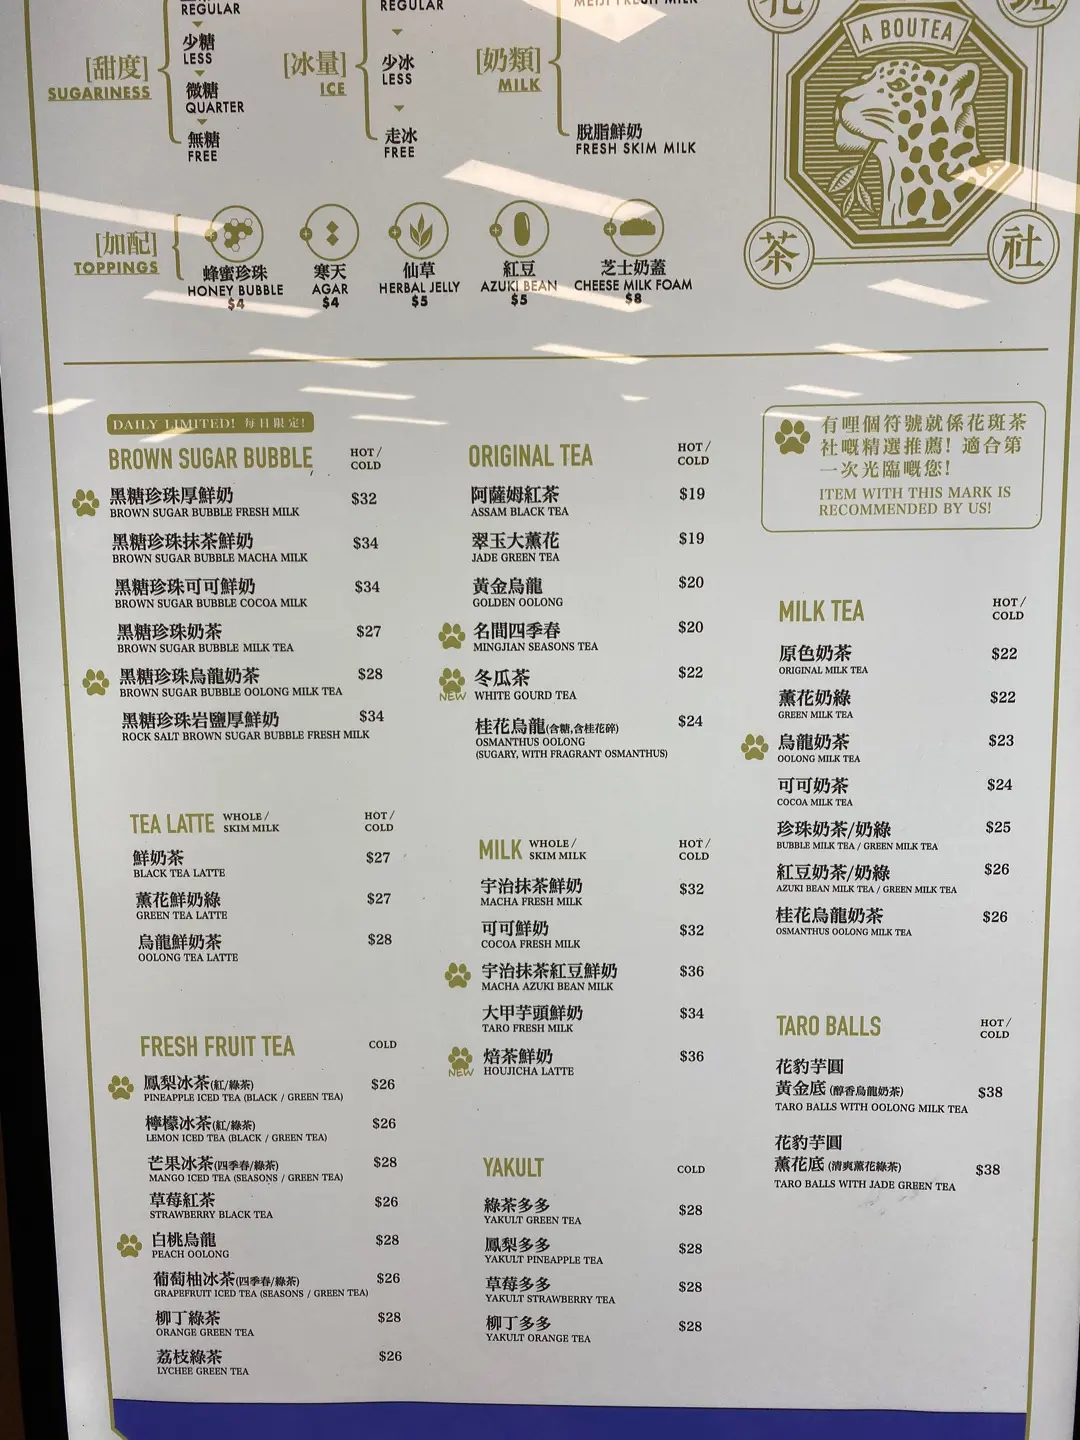 REGULAR
少糖
LESS
微糖
QUARTER
無糖
FREE
[甜度]
SUGARINESS
REGULAR
少冰
LESS
走冰
FREE
[冰量]
ICE
MEIJI FRESH MILK
脫脂鮮奶
FRESH SKIM MILK
[奶類]
MILK
花
班
A BOUTEA
茶
社
[加配]
TOPPINGS
蜂蜜珍珠
HONEY BUBBLE
$4
寒天
AGAR
$4
仙草
HERBAL JELLY
$5
紅豆
AZUKI BEAN
$5
芝士奶蓋
CHEESE MILK FOAM
$8
DAILY LIMITED! 每日限定!
BROWN SUGAR BUBBLE HOT / COLD
黑糖珍珠厚鮮奶 $32
BROWN SUGAR BUBBLE FRESH MILK
黑糖珍珠抹茶鮮奶 $34
BROWN SUGAR BUBBLE MACHA MILK
黑糖珍珠可可鮮奶 $34
BROWN SUGAR BUBBLE COCOA MILK
黑糖珍珠奶茶 $27
BROWN SUGAR BUBBLE MILK TEA
黑糖珍珠烏龍奶茶 $28
BROWN SUGAR BUBBLE OOLONG MILK TEA
黑糖珍珠岩鹽厚鮮奶 $34
ROCK SALT BROWN SUGAR BUBBLE FRESH MILK
TEA LATTE WHOLE / SKIM MILK HOT / COLD
鮮奶茶 $27
BLACK TEA LATTE
薰花鮮奶綠 $27
GREEN TEA LATTE
烏龍鮮奶茶 $28
OOLONG TEA LATTE
FRESH FRUIT TEA COLD
鳳梨冰茶(紅/綠茶) $26
PINEAPPLE ICED TEA (BLACK / GREEN TEA)
檸檬冰茶(紅/綠茶) $26
LEMON ICED TEA (BLACK / GREEN TEA)
芒果冰茶(四季春/綠茶) $28
MANGO ICED TEA (SEASONS / GREEN TEA)
草莓紅茶 $26
STRAWBERRY BLACK TEA
白桃烏龍 $28
PEACH OOLONG
葡萄柚冰茶(四季春/綠茶) $26
GRAPEFRUIT ICED TEA (SEASONS / GREEN TEA)
柳丁綠茶 $28
ORANGE GREEN TEA
荔枝綠茶 $26
LYCHEE GREEN TEA
ORIGINAL TEA HOT / COLD
阿薩姆紅茶 $19
ASSAM BLACK TEA
翠玉大薰花 $19
JADE GREEN TEA
黃金烏龍 $20
GOLDEN OOLONG
名間四季春 $20
MINGJIAN SEASONS TEA
冬瓜茶 $22
NEW WHITE GOURD TEA
桂花烏龍(含糖,含桂花碎) $24
OSMANTHUS OOLONG
(SUGARY, WITH FRAGRANT OSMANTHUS)
MILK WHOLE / SKIM MILK HOT / COLD
宇治抹茶鮮奶 $32
MACHA FRESH MILK
可可鮮奶 $32
COCOA FRESH MILK
宇治抹茶紅豆鮮奶 $36
MACHA AZUKI BEAN MILK
大甲芋頭鮮奶 $34
TARO FRESH MILK
焙茶鮮奶 $36
NEW HOUJICHA LATTE
YAKULT COLD
綠茶多多 $28
YAKULT GREEN TEA
鳳梨多多 $28
YAKULT PINEAPPLE TEA
草莓多多 $28
YAKULT STRAWBERRY TEA
柳丁多多 $28
YAKULT ORANGE TEA
有哩個符號就係花斑茶
社嘅精選推薦! 適合第
一次光臨嘅您!
ITEM WITH THIS MARK IS
RECOMMENDED BY US!
MILK TEA HOT / COLD
原色奶茶 $22
ORIGINAL MILK TEA
薰花奶綠 $22
GREEN MILK TEA
烏龍奶茶 $23
OOLONG MILK TEA
可可奶茶 $24
COCOA MILK TEA
珍珠奶茶/奶綠 $25
BUBBLE MILK TEA / GREEN MILK TEA
紅豆奶茶/奶綠 $26
AZUKI BEAN MILK TEA / GREEN MILK TEA
桂花烏龍奶茶 $26
OSMANTHUS OOLONG MILK TEA
TARO BALLS HOT / COLD
花豹芋圓
黃金底 (醇香烏龍奶茶) $38
TARO BALLS WITH OOLONG MILK TEA
花豹芋圓
薰花底 (清爽薰花綠茶) $38
TARO BALLS WITH JADE GREEN TEA